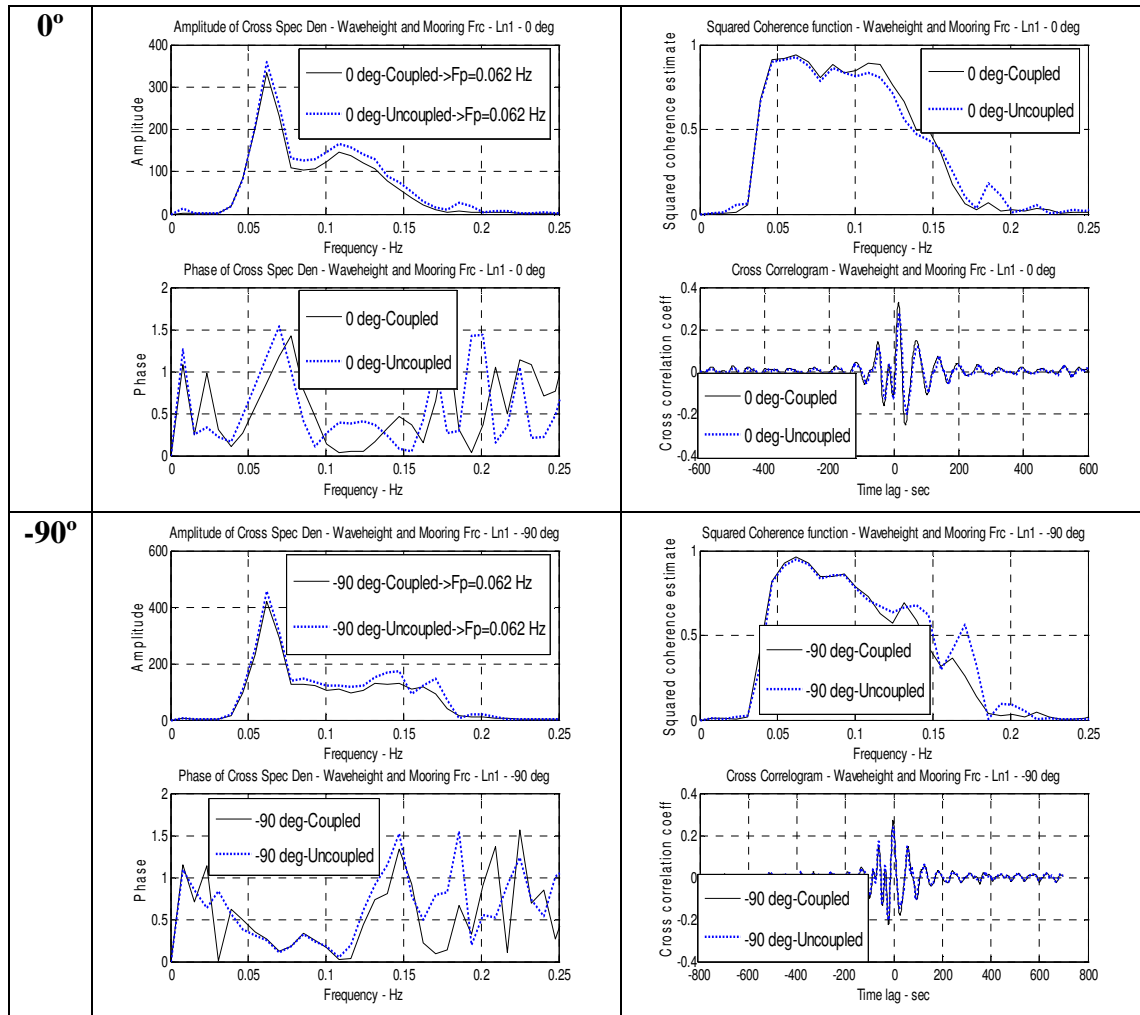 0º
Amplitude of Cross Spec Den - Waveheight and Mooring Frc - Ln1 - 0 deg
400
300
200
100
0
Amplitude
0 deg-Coupled->Fp=0.062 Hz
0 deg-Uncoupled->Fp=0.062 Hz
0 0.05 0.1 0.15 0.2 0.25
Frequency - Hz
Squared Coherence function - Waveheight and Mooring Frc - Ln1 - 0 deg
1
0.5
0
Squared coherence estimate
0 deg-Coupled
0 deg-Uncoupled
0 0.05 0.1 0.15 0.2 0.25
Frequency - Hz
Phase of Cross Spec Den - Waveheight and Mooring Frc - Ln1 - 0 deg
2
1.5
1
0.5
0
Phase
0 deg-Coupled
0 deg-Uncoupled
0 0.05 0.1 0.15 0.2 0.25
Frequency - Hz
Cross Correlogram - Waveheight and Mooring Frc - Ln1 - 0 deg
0.4
0.2
0
-0.2
-0.4
Cross correlation coeff
0 deg-Coupled
0 deg-Uncoupled
-600 -400 -200 0 200 400 600
Time lag - sec
-90º
Amplitude of Cross Spec Den - Waveheight and Mooring Frc - Ln1 - -90 deg
600
400
200
0
Amplitude
-90 deg-Coupled->Fp=0.062 Hz
-90 deg-Uncoupled->Fp=0.062 Hz
0 0.05 0.1 0.15 0.2 0.25
Frequency - Hz
Squared Coherence function - Waveheight and Mooring Frc - Ln1 - -90 deg
1
0.5
0
Squared coherence estimate
-90 deg-Coupled
-90 deg-Uncoupled
0 0.05 0.1 0.15 0.2 0.25
Frequency - Hz
Phase of Cross Spec Den - Waveheight and Mooring Frc - Ln1 - -90 deg
2
1.5
1
0.5
0
Phase
-90 deg-Coupled
-90 deg-Uncoupled
0 0.05 0.1 0.15 0.2 0.25
Frequency - Hz
Cross Correlogram - Waveheight and Mooring Frc - Ln1 - -90 deg
0.4
0.2
0
-0.2
-0.4
Cross correlation coeff
-90 deg-Coupled
-90 deg-Uncoupled
-800 -600 -400 -200 0 200 400 600 800
Time lag - sec